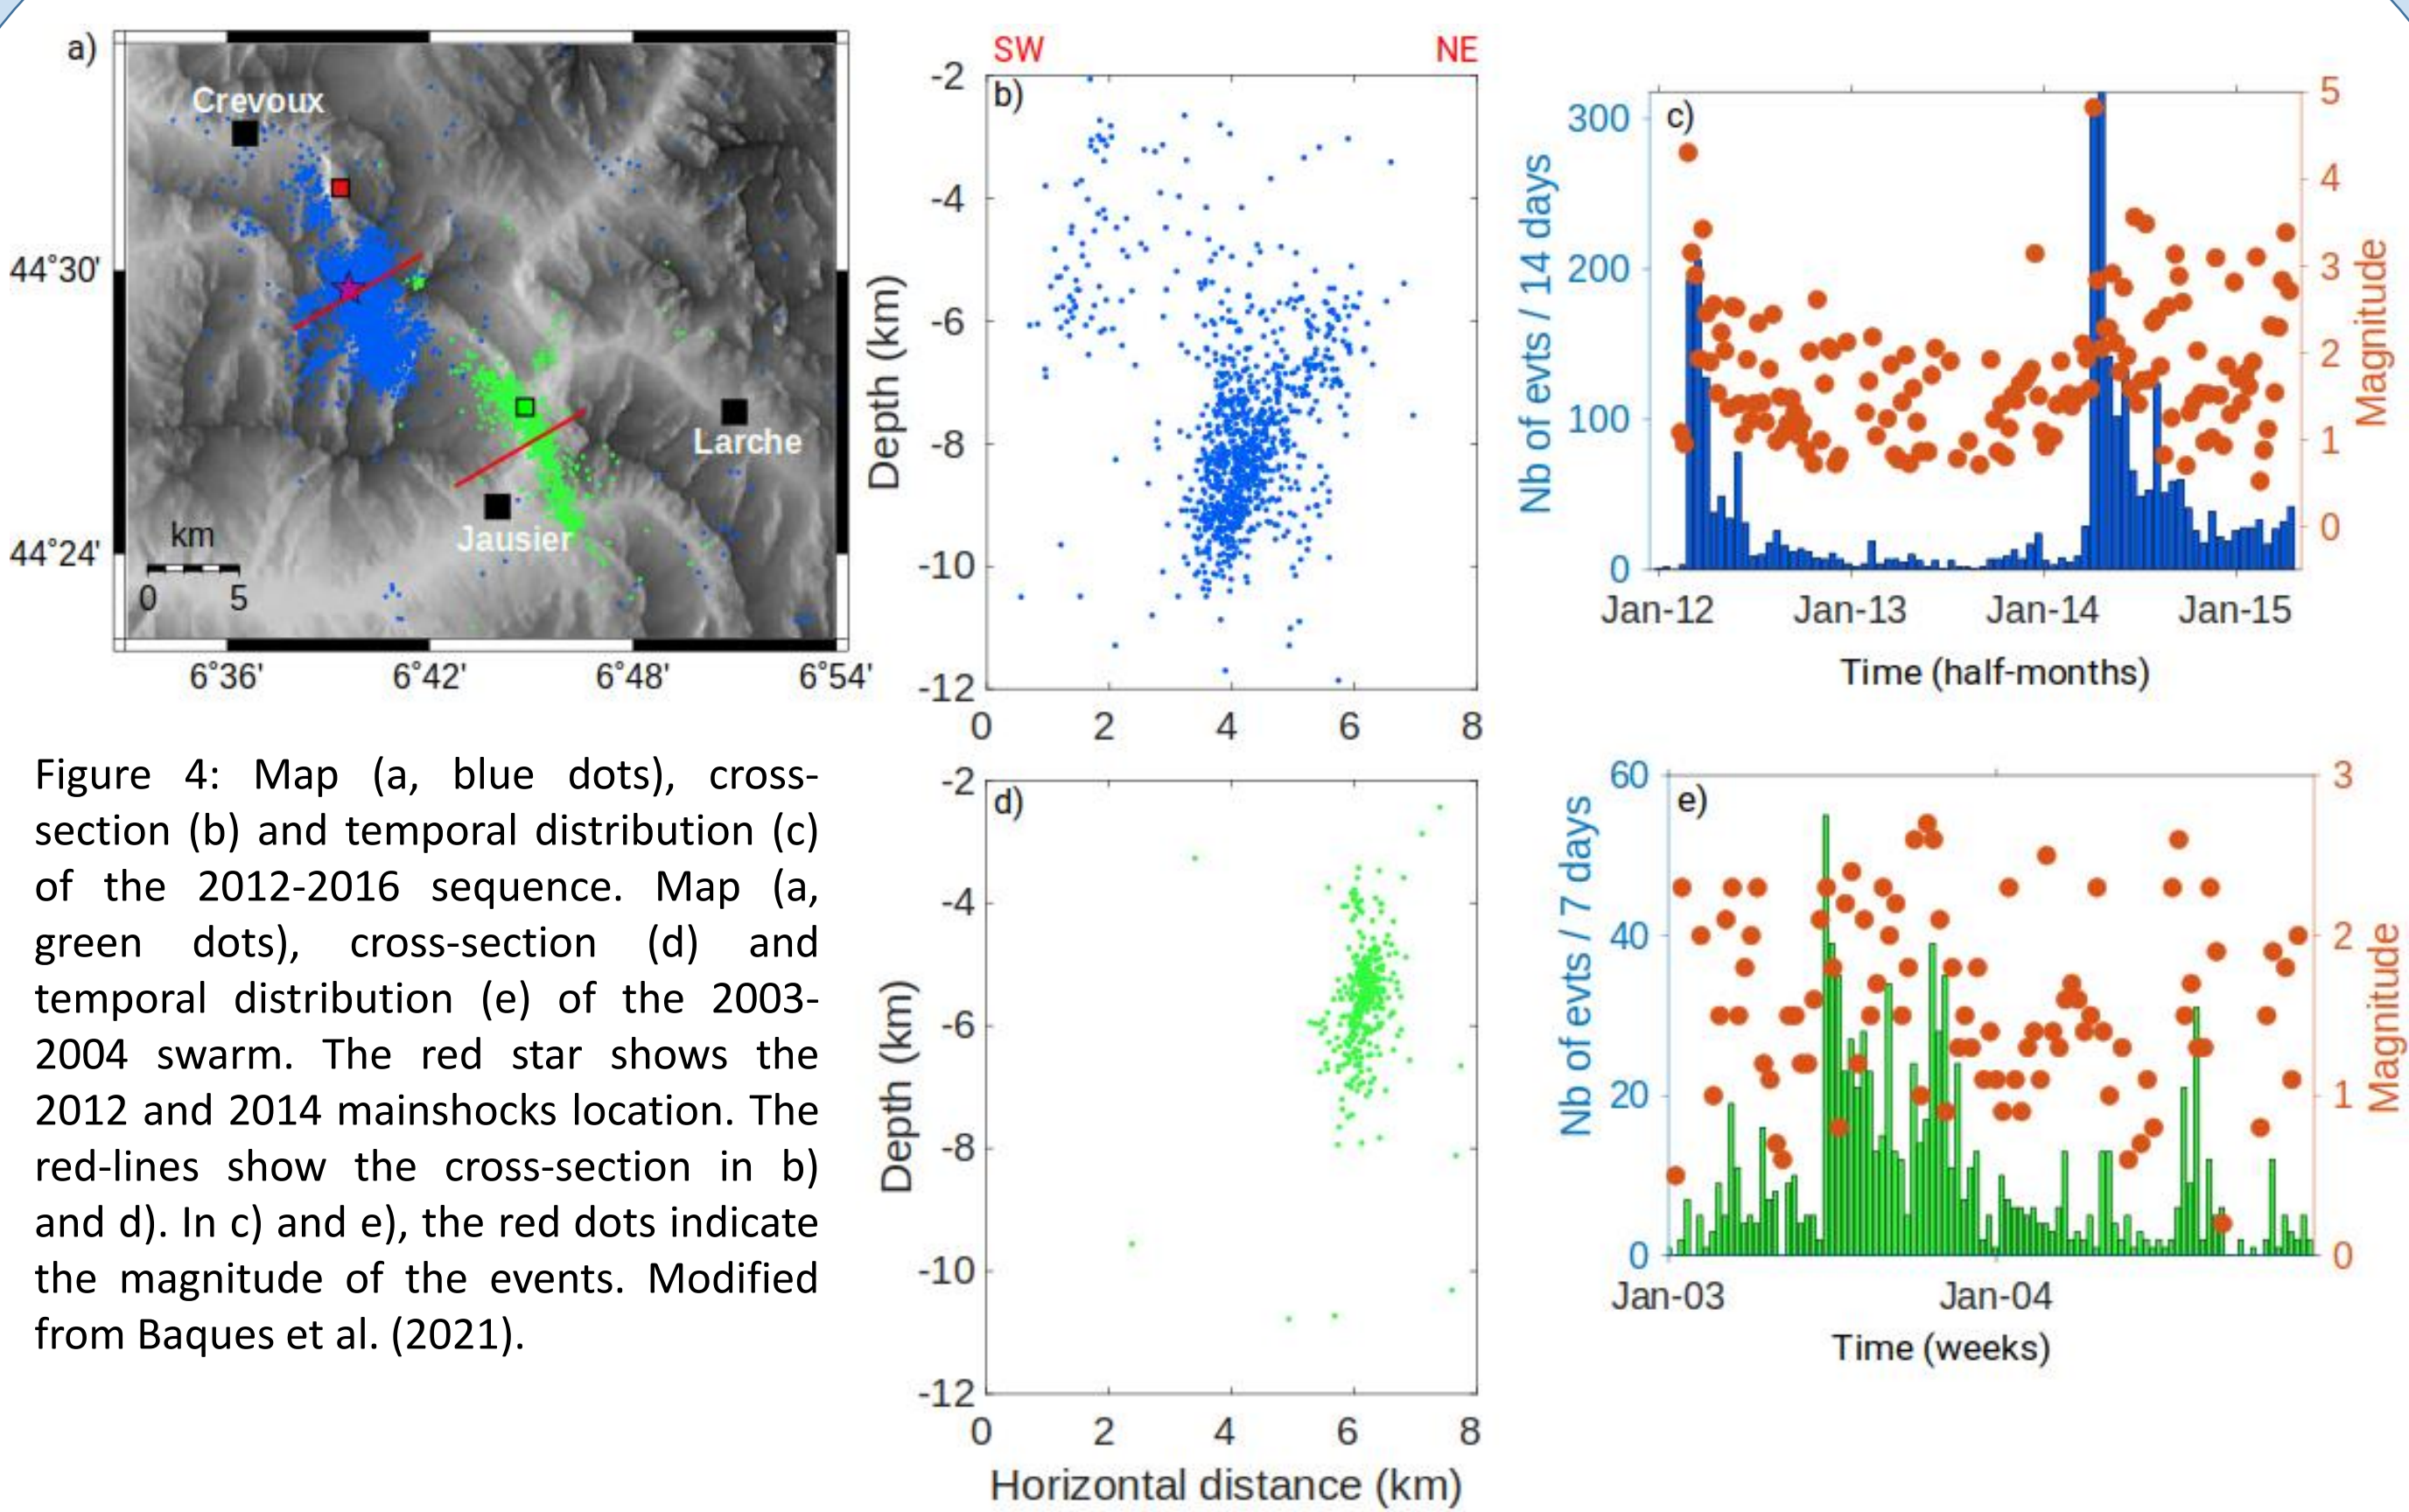 a)
Crevoux
Larche
Jausier
km
0 5
44°30'
44°24'
6°36' 6°42' 6°48' 6°54'
SW NE
b)
Depth (km)
-2
-4
-6
-8
-10
-12
0 2 4 6 8
c)
Nb of evts / 14 days
300
200
100
0
5
4
3
2
1
0
Magnitude
Jan-12 Jan-13 Jan-14 Jan-15
Time (half-months)
Figure 4: Map (a, blue dots), cross-
section (b) and temporal distribution (c)
of the 2012-2016 sequence. Map (a,
green dots), cross-section (d) and
temporal distribution (e) of the 2003-
2004 swarm. The red star shows the
2012 and 2014 mainshocks location. The
red-lines show the cross-section in b)
and d). In c) and e), the red dots indicate
the magnitude of the events. Modified
from Baques et al. (2021).
d)
Depth (km)
-2
-4
-6
-8
-10
-12
0 2 4 6 8
Horizontal distance (km)
e)
Nb of evts / 7 days
60
40
20
0
3
2
1
0
Magnitude
Jan-03 Jan-04
Time (weeks)